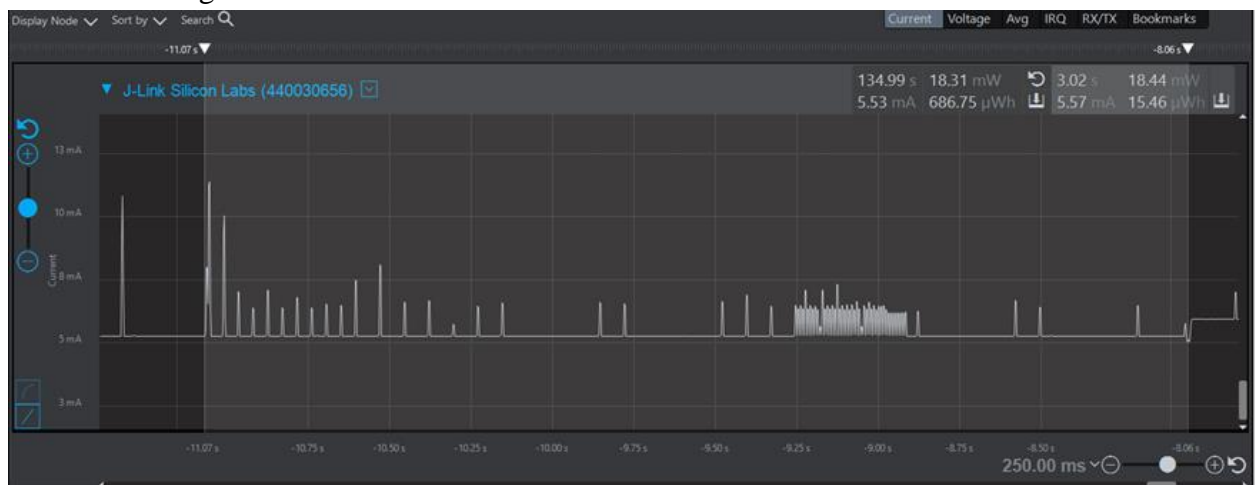 Display Node Sort by Search Current Voltage Avg IRQ RX/TX Bookmarks
-11.07 s -8.06 s
J-Link Silicon Labs (440030656)
134.99 s 18.31 mW 3.02 s 18.44 mW
5.53 mA 686.75 µWh 5.57 mA 15.46 µWh
13 mA
10 mA
8 mA
Current
5 mA
3 mA
-11.07 s -10.75 s -10.50 s -10.25 s -10.00 s -9.75 s -9.50 s -9.25 s -9.00 s -8.75 s -8.50 s -8.06 s
250.00 ms